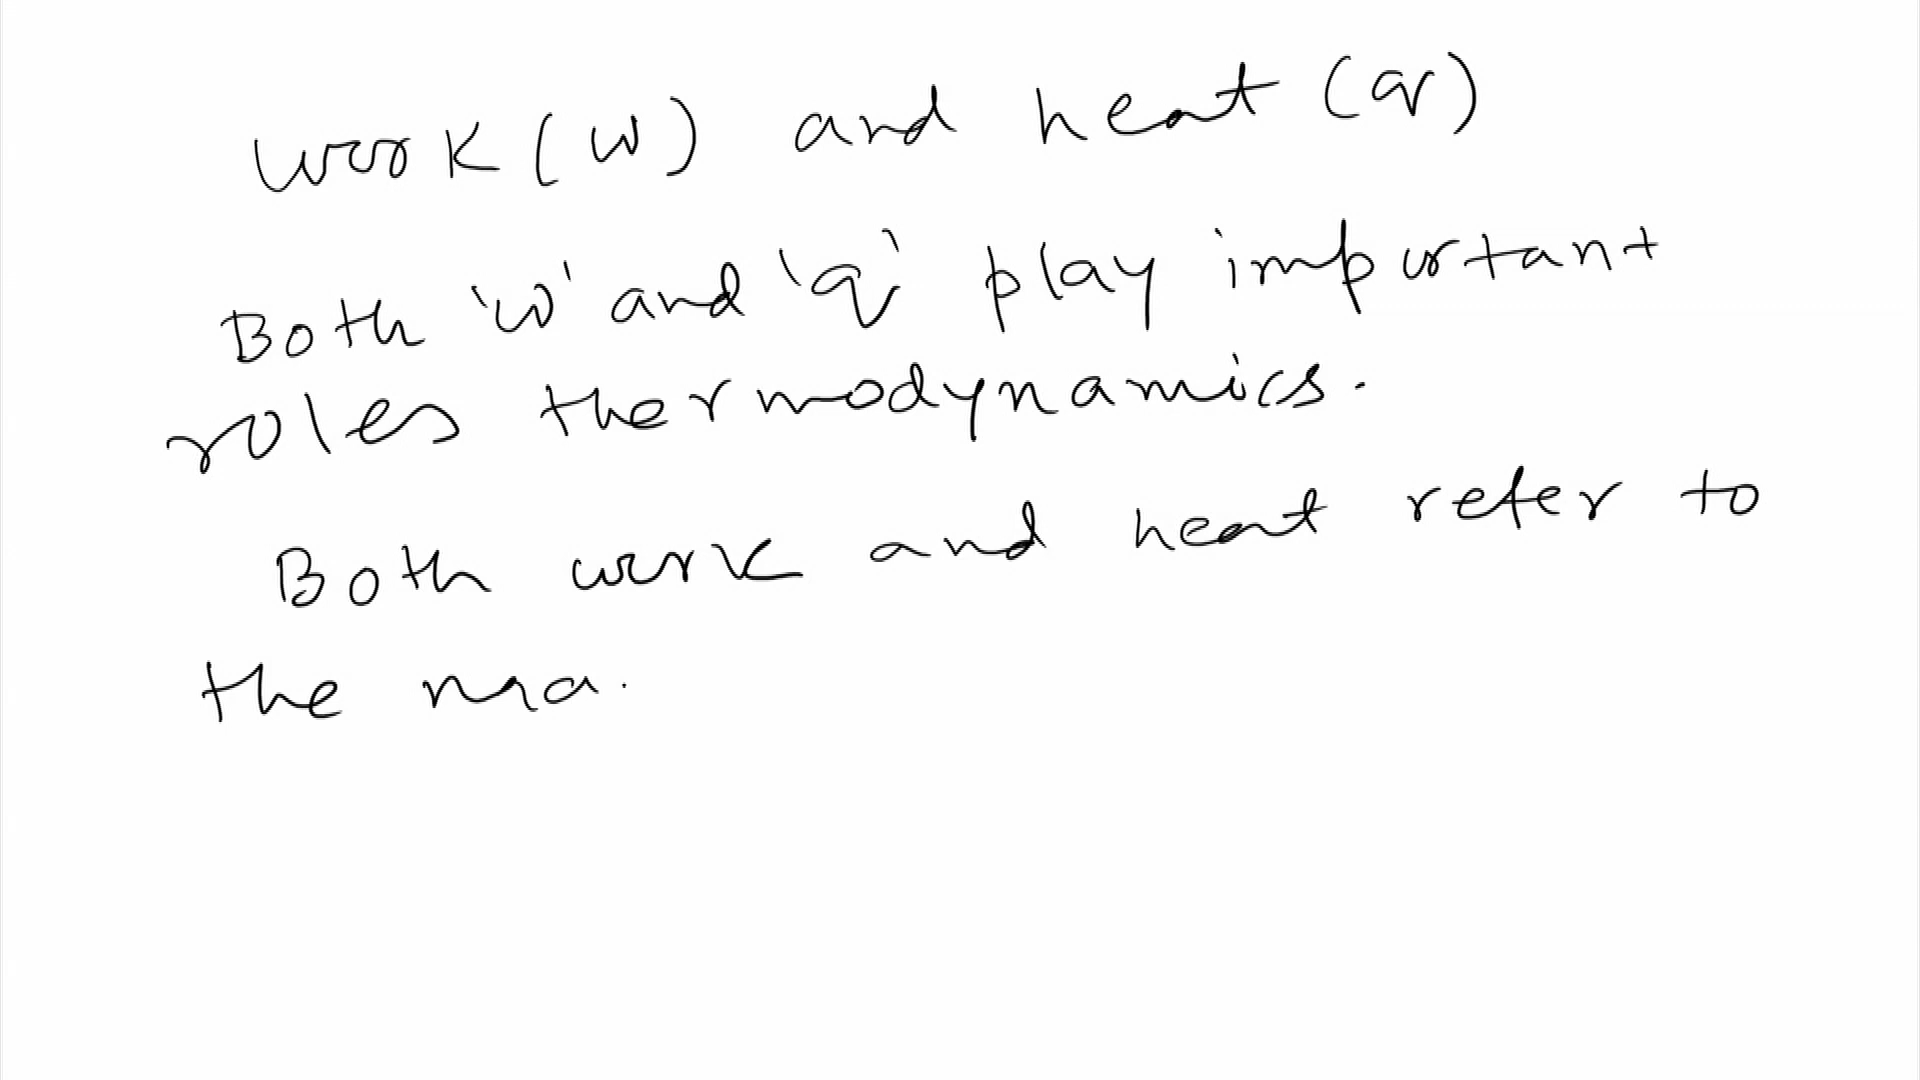 Work (w) and heat (q)
Both 'w' and 'q' play important
roles thermodynamics.
Both work and heat refer to
the